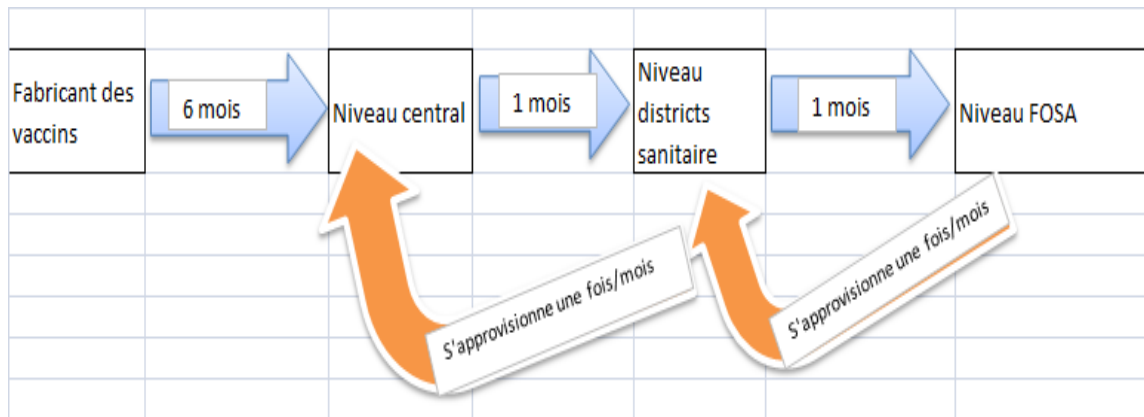 Fabricant des
vaccins
6 mois
Niveau central
1 mois
Niveau
districts
sanitaire
1 mois
Niveau FOSA
S'approvisionne une fois/mois
S'approvisionne une fois/mois